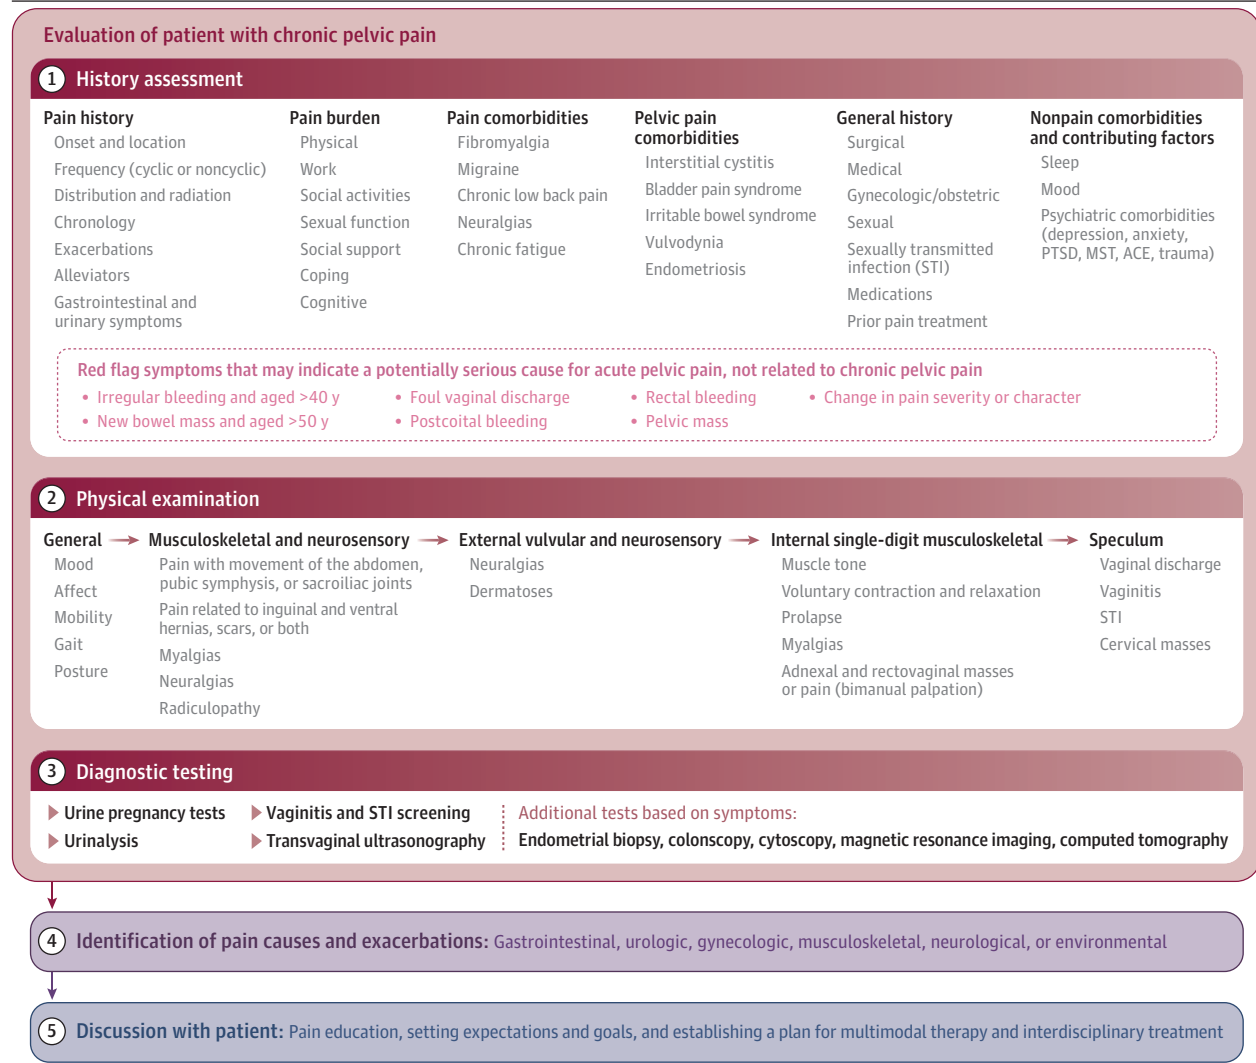 Evaluation of patient with chronic pelvic pain
1 History assessment
Pain history
Onset and location
Frequency (cyclic or noncyclic)
Distribution and radiation
Chronology
Exacerbations
Alleviators
Gastrointestinal and
urinary symptoms
Pain burden
Physical
Work
Social activities
Sexual function
Social support
Coping
Cognitive
Pain comorbidities
Fibromyalgia
Migraine
Chronic low back pain
Neuralgias
Chronic fatigue
Pelvic pain
comorbidities
Interstitial cystitis
Bladder pain syndrome
Irritable bowel syndrome
Vulvodynia
Endometriosis
General history
Surgical
Medical
Gynecologic/obstetric
Sexual
Sexually transmitted
infection (STI)
Medications
Prior pain treatment
Nonpain comorbidities
and contributing factors
Sleep
Mood
Psychiatric comorbidities
(depression, anxiety,
PTSD, MST, ACE, trauma)
Red flag symptoms that may indicate a potentially serious cause for acute pelvic pain, not related to chronic pelvic pain
• Irregular bleeding and aged >40 y
• New bowel mass and aged >50 y
• Foul vaginal discharge
• Postcoital bleeding
• Rectal bleeding
• Pelvic mass
• Change in pain severity or character
2 Physical examination
General
Mood
Affect
Mobility
Gait
Posture
Musculoskeletal and neurosensory
Pain with movement of the abdomen,
pubic symphysis, or sacroiliac joints
Pain related to inguinal and ventral
hernias, scars, or both
Myalgias
Neuralgias
Radiculopathy
External vulvular and neurosensory
Neuralgias
Dermatoses
Internal single-digit musculoskeletal
Muscle tone
Voluntary contraction and relaxation
Prolapse
Myalgias
Adnexal and rectovaginal masses
or pain (bimanual palpation)
Speculum
Vaginal discharge
Vaginitis
STI
Cervical masses
3 Diagnostic testing
Urine pregnancy tests
Urinalysis
Vaginitis and STI screening
Transvaginal ultrasonography
Additional tests based on symptoms:
Endometrial biopsy, colonscopy, cytoscopy, magnetic resonance imaging, computed tomography
4 Identification of pain causes and exacerbations: Gastrointestinal, urologic, gynecologic, musculoskeletal, neurological, or environmental
5 Discussion with patient: Pain education, setting expectations and goals, and establishing a plan for multimodal therapy and interdisciplinary treatment